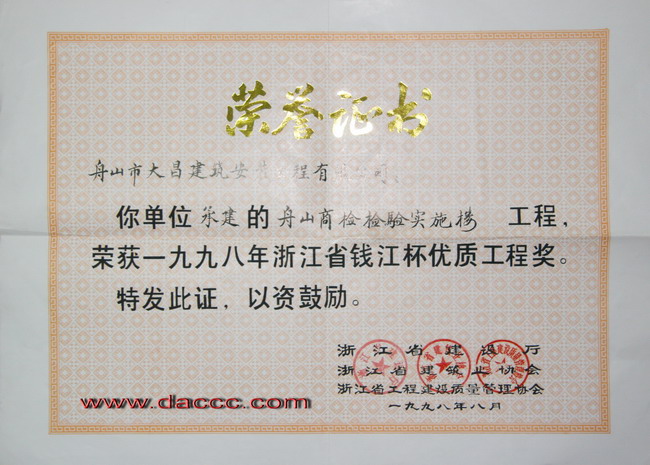 荣誉证书
舟山市大昌建筑安 程有 公司
你单位承建的舟山商检检验实施楼 工程，
荣获一九九八年浙江省钱江杯优质工程奖。
特发此证，以资鼓励。
浙江省建设厅
浙江省建筑业协会
浙江省工程建设质量管理协会
一九九八年八月
www.daccc.com